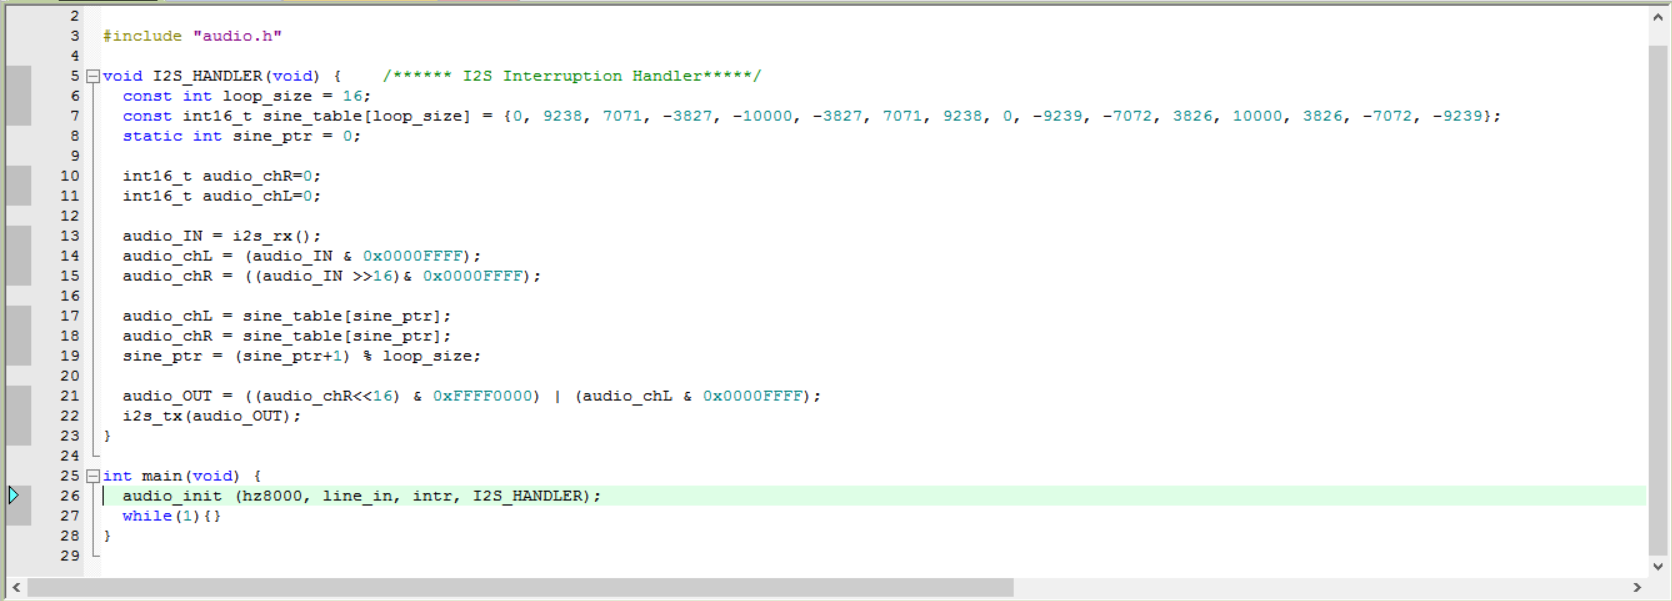 2
3 #include "audio.h"
4
5 void I2S_HANDLER(void) {    /****** I2S Interruption Handler*****/
6   const int loop_size = 16;
7   const int16_t sine_table[loop_size] = {0, 9238, 7071, -3827, -10000, -3827, 7071, 9238, 0, -9239, -7072, 3826, 10000, 3826, -7072, -9239};
8   static int sine_ptr = 0;
9
10   int16_t audio_chR=0;
11   int16_t audio_chL=0;
12
13   audio_IN = i2s_rx();
14   audio_chL = (audio_IN & 0x0000FFFF);
15   audio_chR = ((audio_IN >>16)& 0x0000FFFF);
16
17   audio_chL = sine_table[sine_ptr];
18   audio_chR = sine_table[sine_ptr];
19   sine_ptr = (sine_ptr+1) % loop_size;
20
21   audio_OUT = ((audio_chR<<16) & 0xFFFF0000) | (audio_chL & 0x0000FFFF);
22   i2s_tx(audio_OUT);
23 }
24
25 int main(void) {
26   audio_init (hz8000, line_in, intr, I2S_HANDLER);
27   while(1){}
28 }
29